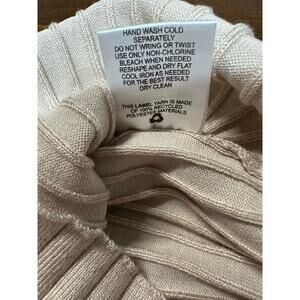 HAND WASH COLD
SEPARATELY
DO NOT WRING OR TWIST
USE ONLY NON-CHLORINE
BLEACH WHEN NEEDED
RESHAPE AND DRY FLAT
COOL IRON AS NEEDED
FOR THE BEST RESULT
DRY CLEAN
THIS LABEL YARN IS MADE
OF 100% RECYCLED
POLYESTER MATERIALS